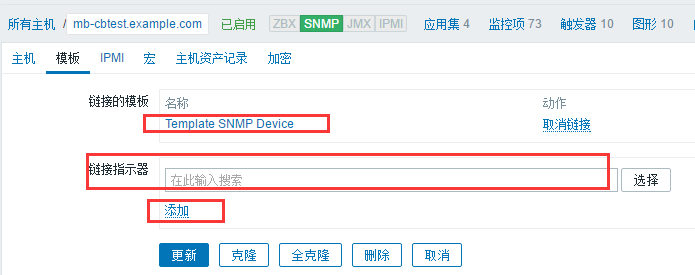 所有主机 / mb-cbtest.example.com 已启用 ZBX SNMP JMX IPMI 应用集 4 监控项 73 触发器 10 图形 10
主机 模板 IPMI 宏 主机资产记录 加密
链接的模板 名称 动作
Template SNMP Device 取消链接
链接指示器 在此输入搜索 选择
添加
更新 克隆 全克隆 删除 取消